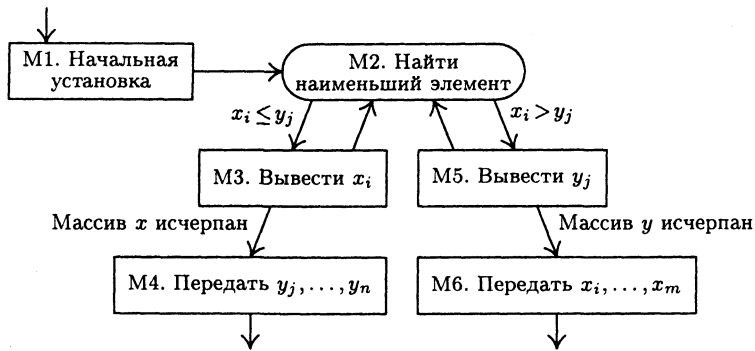 М1. Начальная
установка
М2. Найти
наименьший элемент
x_i ≤ y_j
x_i > y_j
М3. Вывести x_i
М5. Вывести y_j
Массив x исчерпан
Массив y исчерпан
М4. Передать y_j, ..., y_n
М6. Передать x_i, ..., x_m